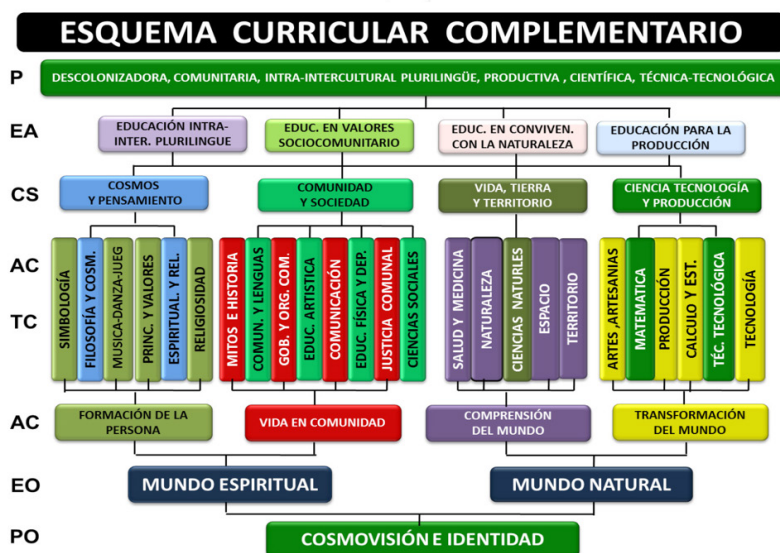 ESQUEMA CURRICULAR COMPLEMENTARIO
P
DESCOLONIZADORA, COMUNITARIA, INTRA-INTERCULTURAL PLURILINGÜE, PRODUCTIVA , CIENTÍFICA, TÉCNICA-TECNOLÓGICA
EA
EDUCACIÓN INTRA-
INTER. PLURILINGUE
EDUC. EN VALORES
SOCIOCOMUNITARIO
EDUC. EN CONVIVEN.
CON LA NATURALEZA
EDUCACIÓN PARA LA
PRODUCCIÓN
CS
COSMOS
Y PENSAMIENTO
COMUNIDAD
Y SOCIEDAD
VIDA, TIERRA
Y TERRITORIO
CIENCIA TECNOLOGÍA
Y PRODUCCIÓN
AC
TC
SIMBOLOGÍA
FILOSOFÍA Y COSM.
MUSICA-DANZA-JUEG
PRINC. Y VALORES
ESPIRITUAL. Y REL.
RELIGIOSIDAD
MITOS E HISTORIA
COMUN. Y LENGUAS
GOB. Y ORG. COM.
EDUC. ARTISTICA
COMUNICACIÓN
EDUC. FÍSICA Y DEP.
JUSTICIA COMUNAL
CIENCIAS SOCIALES
SALUD Y MEDICINA
NATURALEZA
CIENCIAS NATURLES
ESPACIO
TERRITORIO
ARTES ,ARTESANIAS
MATEMATICA
PRODUCCIÓN
CALCULO Y EST.
TÉC. TECNOLÓGICA
TECNOLOGÍA
AC
FORMACIÓN DE LA
PERSONA
VIDA EN COMUNIDAD
COMPRENSIÓN
DEL MUNDO
TRANSFORMACIÓN
DEL MUNDO
EO
MUNDO ESPIRITUAL
MUNDO NATURAL
PO
COSMOVISIÓN E IDENTIDAD